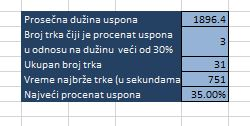 Prosečna dužina uspona 1896.4
Broj trka čiji je procenat uspona
u odnosu na dužinu veći od 30% 3
Ukupan broj trka 31
Vreme najbrže trke (u sekundama 751
Najveći procenat uspona 35.00%